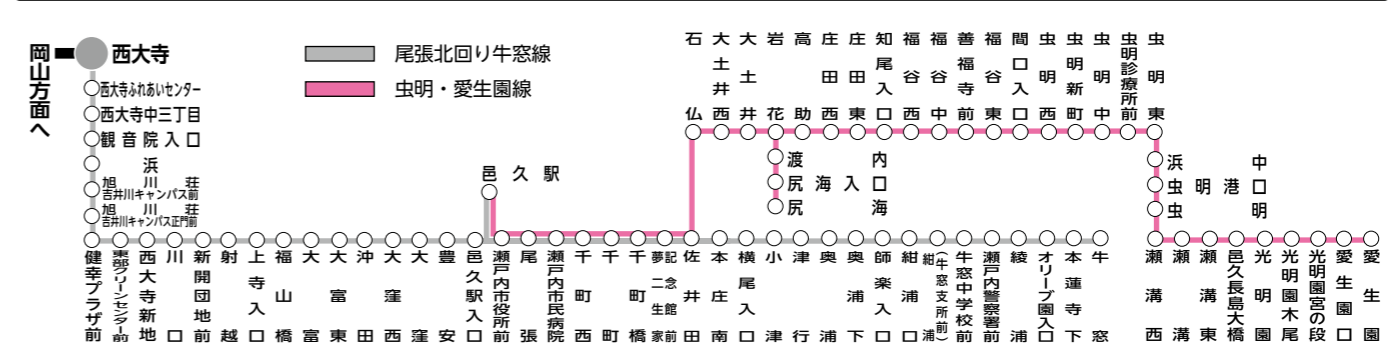 岡山方面へ
西大寺
尾張北回り牛窓線
虫明・愛生園線
西大寺ふれあいセンター
西大寺中三丁目
観音院入口
浜
旭川荘吉井川キャンパス前
旭川荘吉井川キャンパス正門前
健幸プラザ前
東部クリーンセンター前
西大寺新地
川口
新開団地前
射越
上寺入口
福山橋
大富
大富東
沖田
大窪西
大窪
豊安
邑久駅入口
邑久駅
瀬戸内市役所前
尾張
瀬戸内市民病院
千町西
千町
千町橋
夢二生家記念館前
佐井田
本庄南
横尾入口
小津
津行
奥浦
奥浦下
師楽入口
紺浦口
紺浦(牛窓支所前)
牛窓中学校前
瀬戸内警察署前
綾浦
オリーブ園入口
本蓮寺下
牛窓
石仏
大土井西
大土井
岩花
高助
庄田西
庄田東
知尾入口
福谷西
福谷中
善福寺前
福谷東
間口入口
虫明西
虫明新町
虫明中
虫明診療所前
虫明東
渡内
尻海入口
尻海
浜中
虫明港口
虫明
瀬溝西
瀬溝
瀬溝東
邑久長島大橋
光明園
光明園木尾
光明園宮の段
愛生園口
愛生園